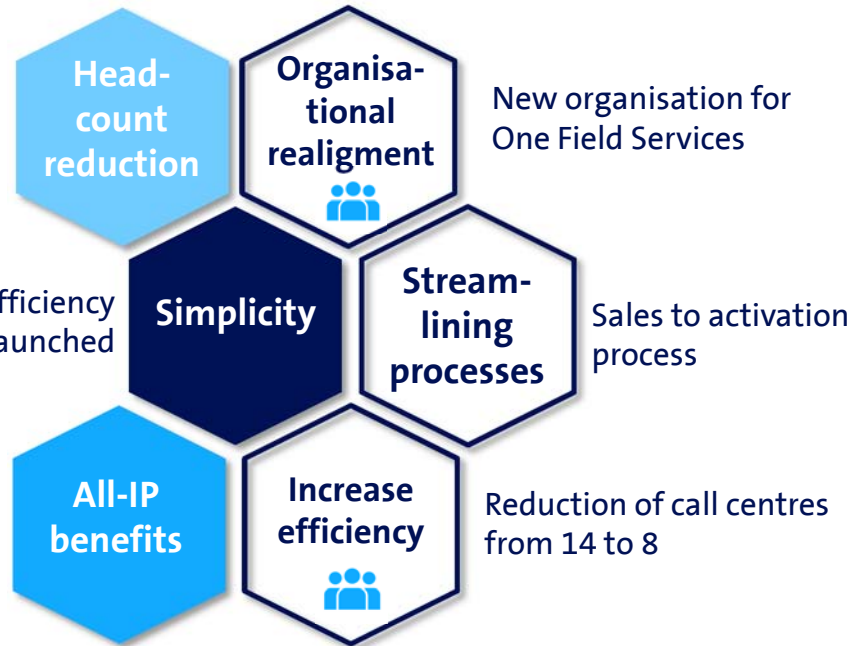 Head-
count
reduction
Organisa-
tional
realigment
New organisation for
One Field Services
launched
Simplicity
Stream-
lining
processes
Sales to activation
process
All-IP
benefits
Increase
efficiency
Reduction of call centres
from 14 to 8